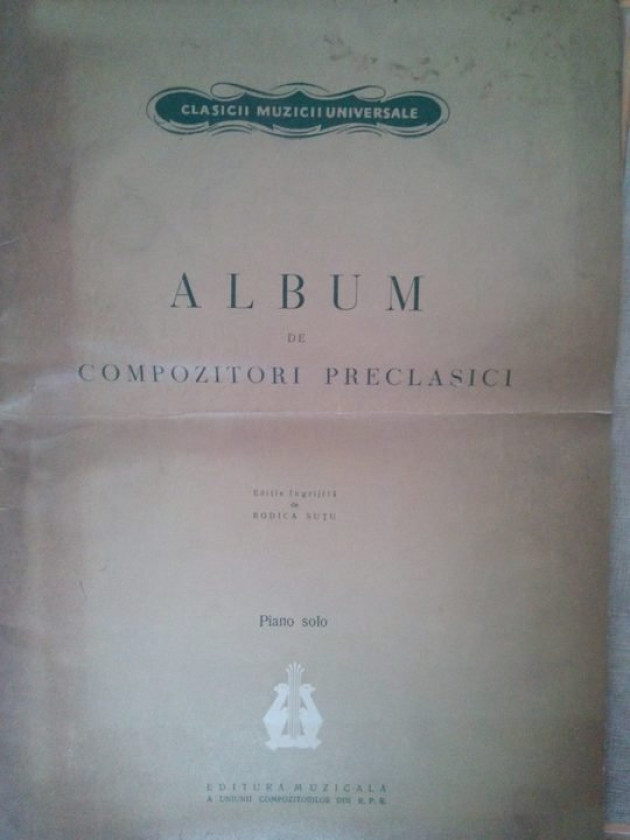 CLASICII MUZICII UNIVERSALE
ALBUM
DE
COMPOZITORI PRECLASICI
Ediție îngrijită
de
RODICA SUȚU
Piano solo
EDITURA MUZICALĂ
A UNIUNII COMPOZITORILOR DIN R. P. R.